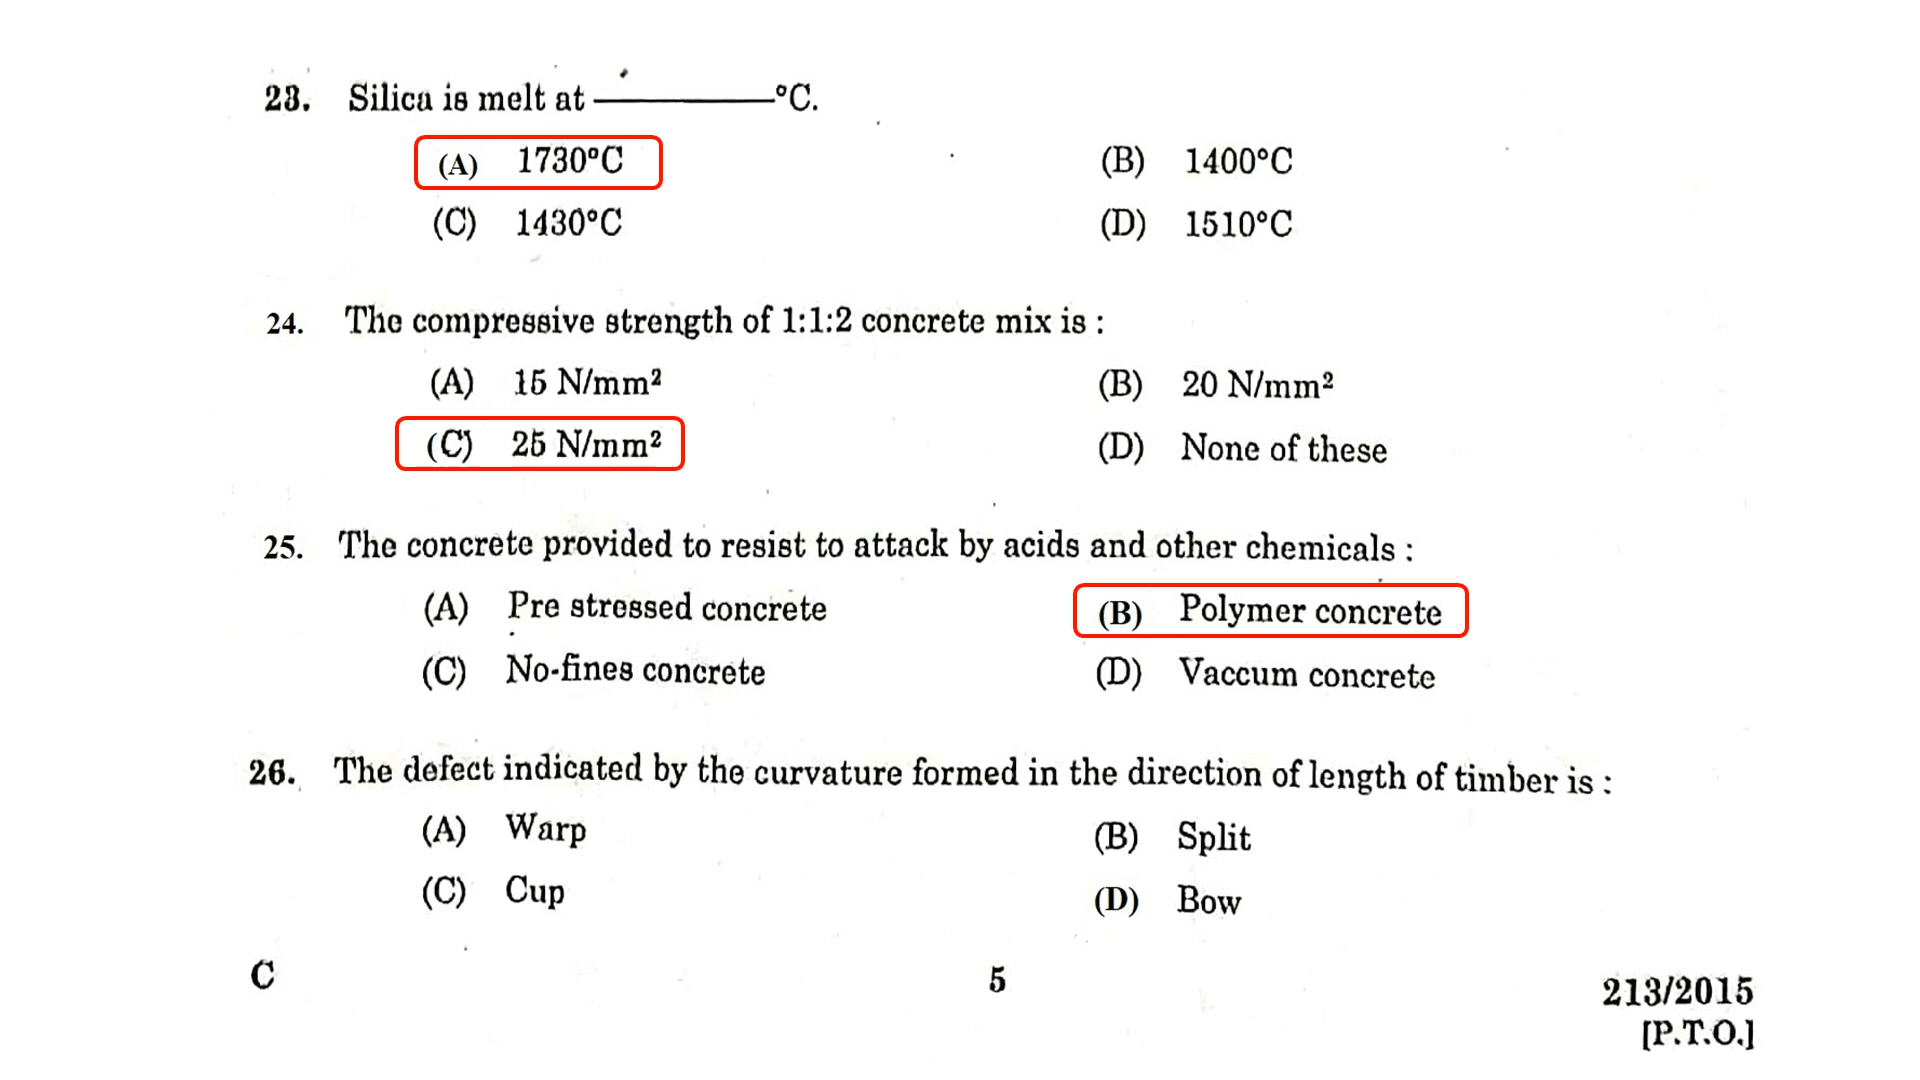 23. Silica is melt at ————— °C.
(A) 1730°C (B) 1400°C
(C) 1430°C (D) 1510°C
24. The compressive strength of 1:1:2 concrete mix is :
(A) 15 N/mm² (B) 20 N/mm²
(C) 25 N/mm² (D) None of these
25. The concrete provided to resist to attack by acids and other chemicals :
(A) Pre stressed concrete (B) Polymer concrete
(C) No-fines concrete (D) Vaccum concrete
26. The defect indicated by the curvature formed in the direction of length of timber is :
(A) Warp (B) Split
(C) Cup (D) Bow
C 5 213/2015
[P.T.O.]